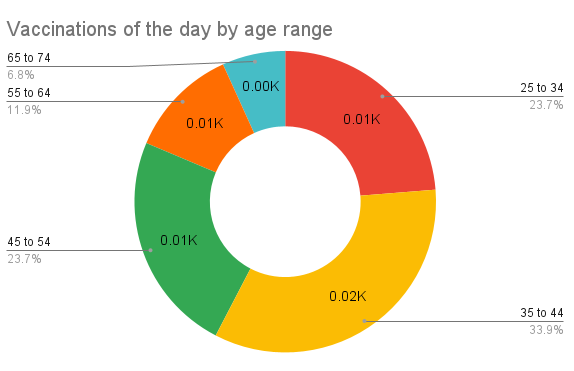 Vaccinations of the day by age range
65 to 74
6.8%
55 to 64
11.9%
45 to 54
23.7%
25 to 34
23.7%
35 to 44
33.9%
0.00K
0.01K
0.01K
0.01K
0.02K